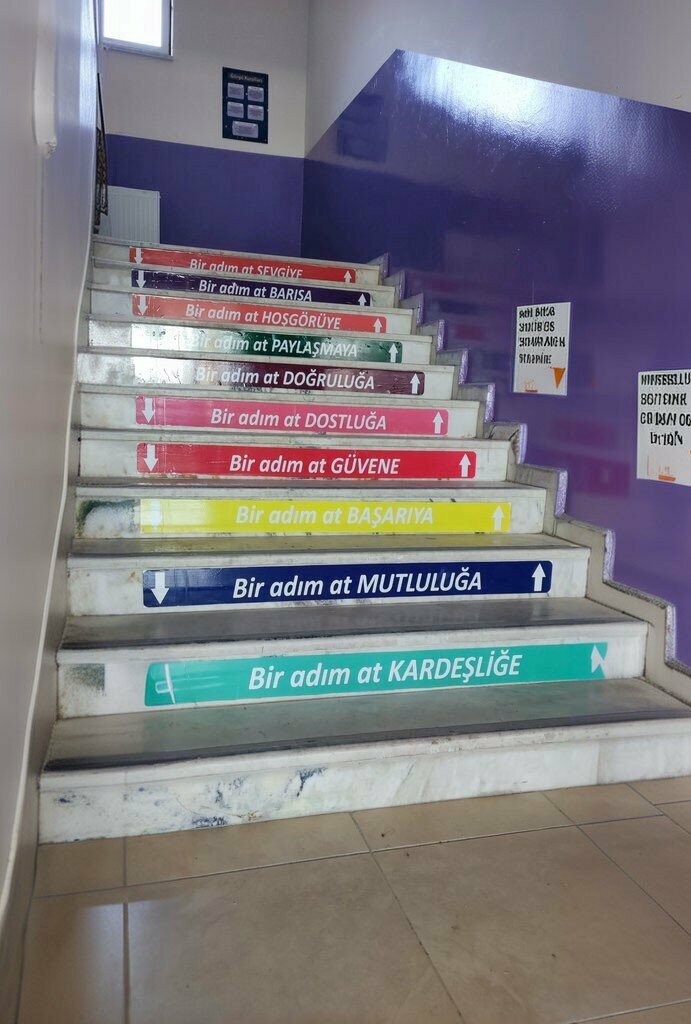 Bir adım at SEVGİYE
Bir adım at BARIŞA
Bir adım at HOŞGÖRÜYE
Bir adım at PAYLAŞMAYA
Bir adım at DOĞRULUĞA
Bir adım at DOSTLUĞA
Bir adım at GÜVENE
Bir adım at BAŞARIYA
Bir adım at MUTLULUĞA
Bir adım at KARDEŞLİĞE